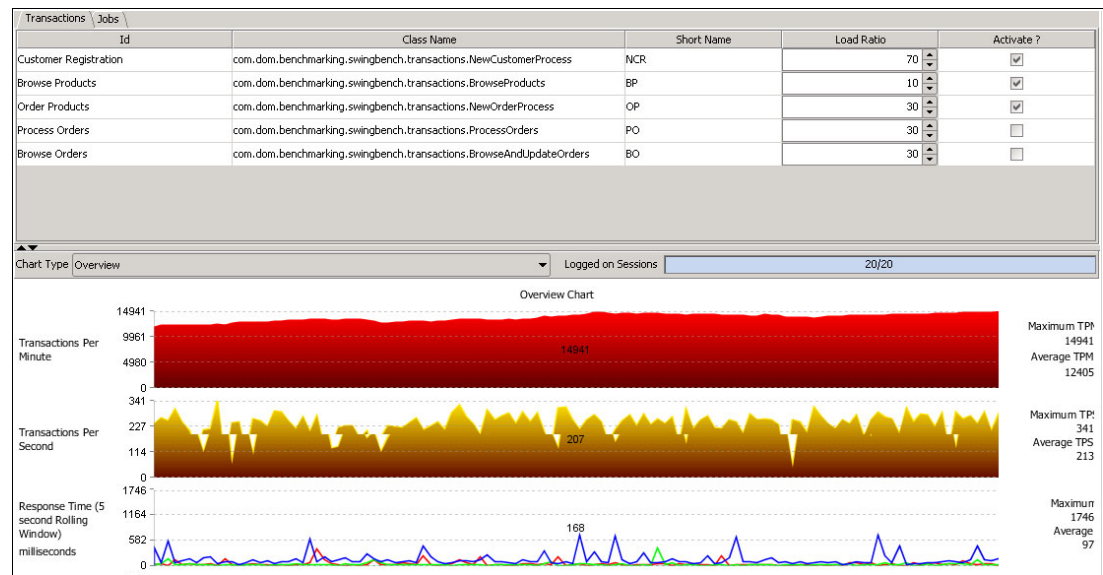 Transactions Jobs
Id Class Name Short Name Load Ratio Activate ?
Customer Registration com.dom.benchmarking.swingbench.transactions.NewCustomerProcess NCR 70
Browse Products com.dom.benchmarking.swingbench.transactions.BrowseProducts BP 10
Order Products com.dom.benchmarking.swingbench.transactions.NewOrderProcess OP 30
Process Orders com.dom.benchmarking.swingbench.transactions.ProcessOrders PO 30
Browse Orders com.dom.benchmarking.swingbench.transactions.BrowseAndUpdateOrders BO 30
Chart Type Overview Logged on Sessions 20/20
Overview Chart
Transactions Per
Minute
14941
9961
4980
0
14941
Maximum TPM
14941
Average TPM
12405
Transactions Per
Second
341
227
114
0
207
Maximum TPS
341
Average TPS
213
Response Time (5
second Rolling
Window)
milliseconds
1746
1164
582
0
168
Maximum
1746
Average
97